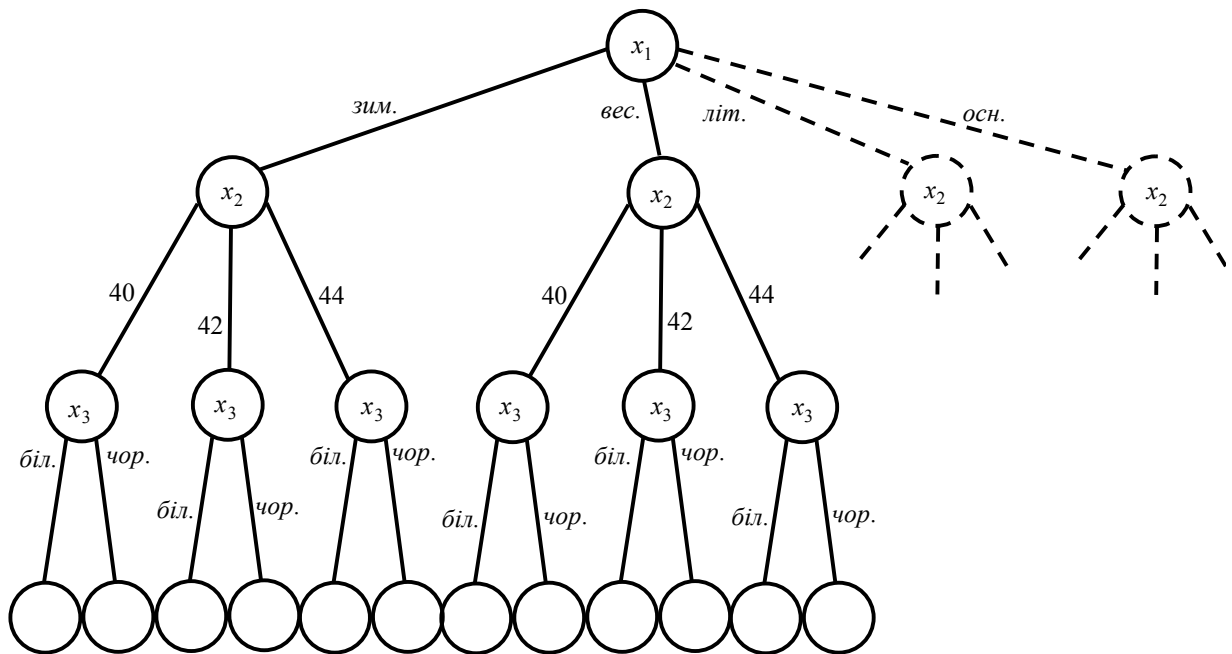 x₁
зим. вес. літ. осн.
x₂ x₂ x₂ x₂
40 42 44 40 42 44
x₃ x₃ x₃ x₃ x₃ x₃
біл. чор. біл. чор. біл. чор. біл. чор. біл. чор. біл. чор.